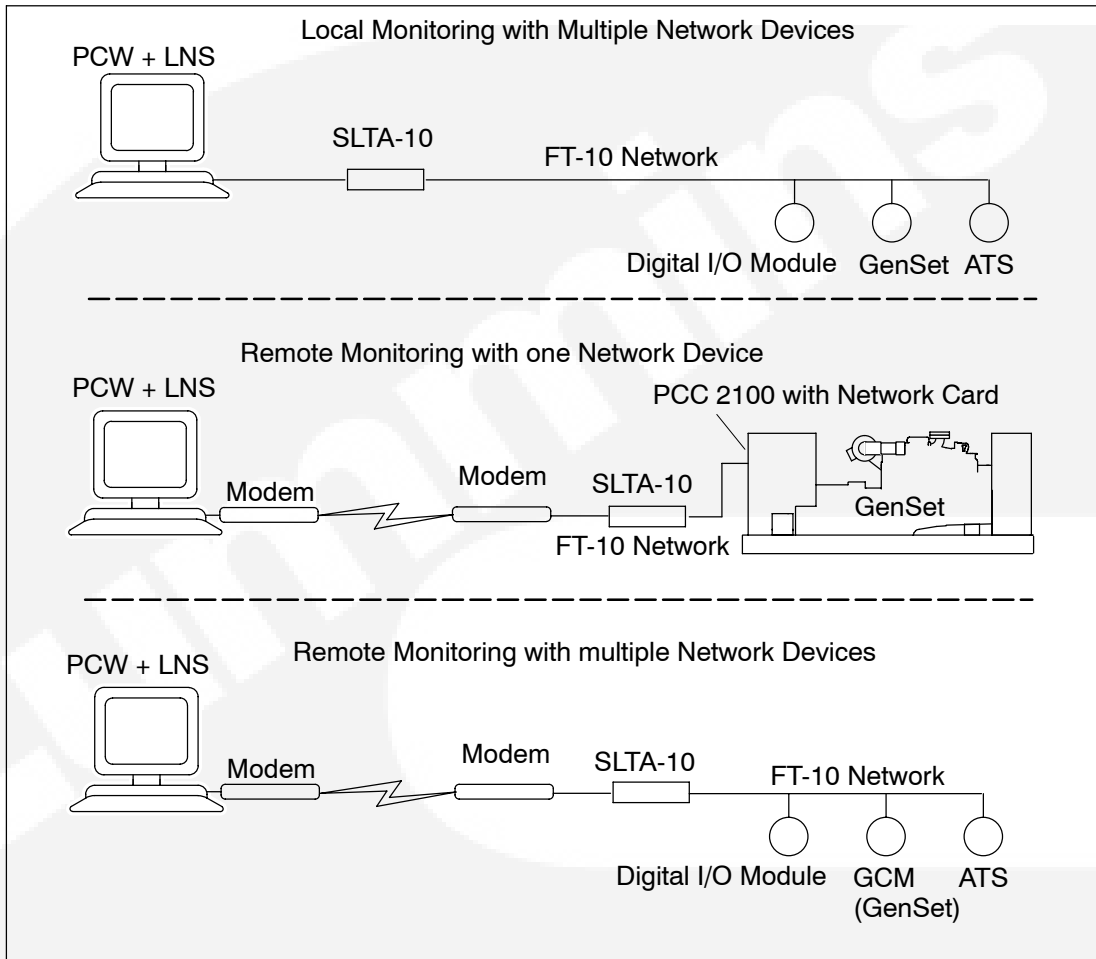 Local Monitoring with Multiple Network Devices
PCW + LNS
SLTA-10
FT-10 Network
Digital I/O Module
GenSet
ATS
Remote Monitoring with one Network Device
PCW + LNS
PCC 2100 with Network Card
Modem
Modem
SLTA-10
GenSet
FT-10 Network
Remote Monitoring with multiple Network Devices
PCW + LNS
Modem
Modem
SLTA-10
FT-10 Network
Digital I/O Module
GCM
(GenSet)
ATS
Cummins